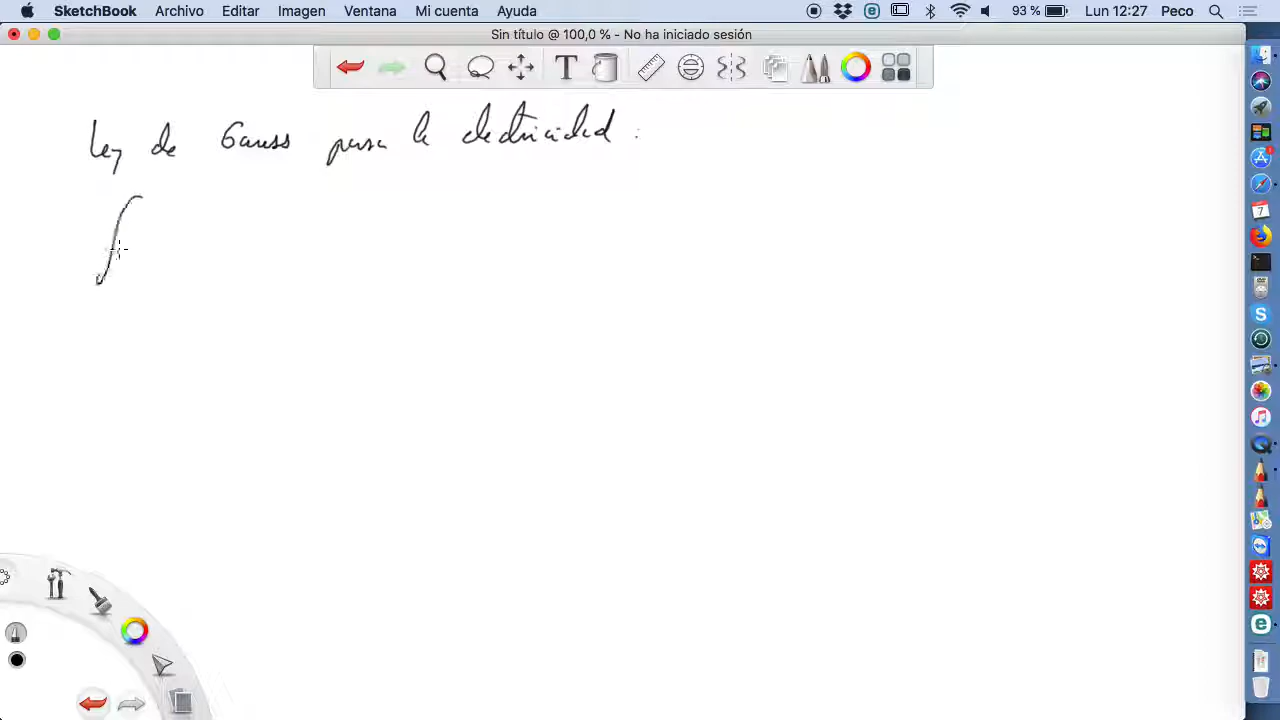 SketchBook Archivo Editar Imagen Ventana Mi cuenta Ayuda 93 % Lun 12:27 Peco
Sin título @ 100,0 % - No ha iniciado sesión
T
Ley de Gauss para la electricidad :
∫